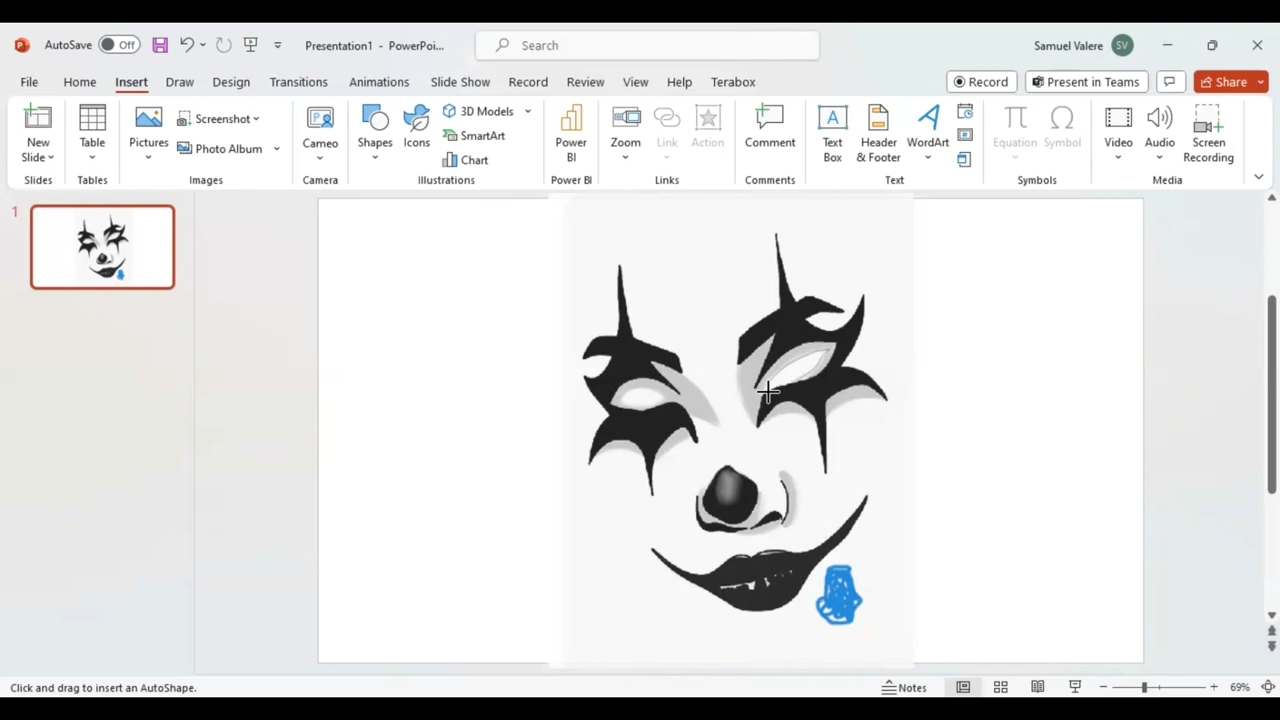 AutoSave Off Presentation1 - PowerPoi... Search Samuel Valere SV
File Home Insert Draw Design Transitions Animations Slide Show Record Review View Help Terabox Record Present in Teams Share
New Slide Table Pictures Screenshot Photo Album Cameo Shapes Icons 3D Models SmartArt Chart Power BI Zoom Link Action Comment Text Box Header & Footer WordArt Equation Symbol Video Audio Screen Recording
Slides Tables Images Camera Illustrations Power BI Links Comments Text Symbols Media
1
Click and drag to insert an AutoShape. Notes 69%